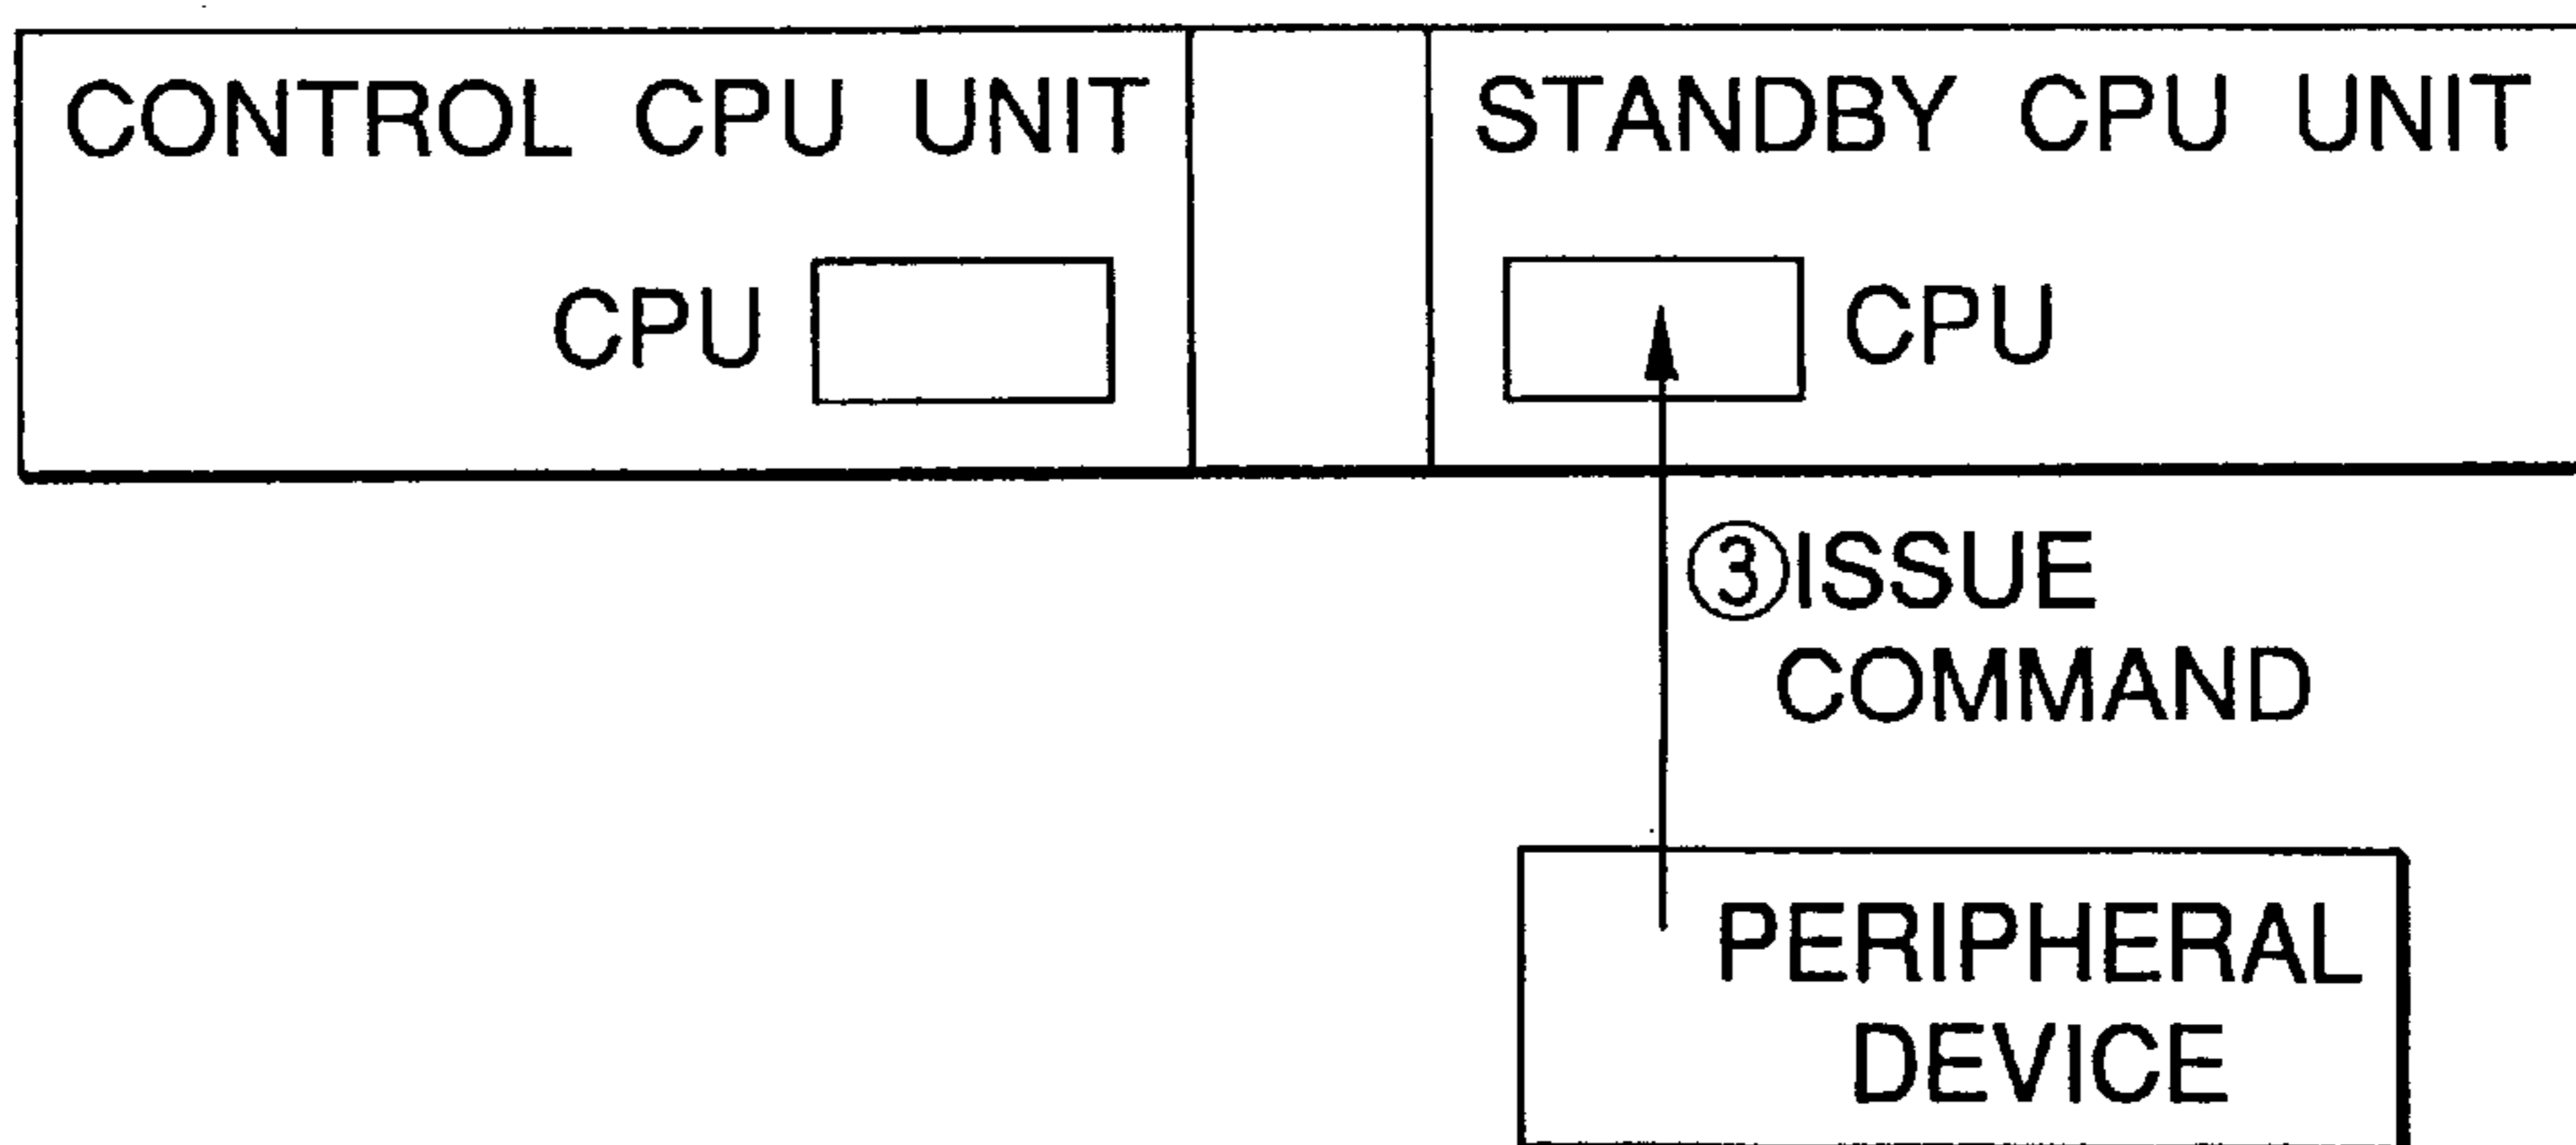 CONTROL CPU UNIT
STANDBY CPU UNIT
CPU
CPU
③ISSUE
COMMAND
PERIPHERAL
DEVICE